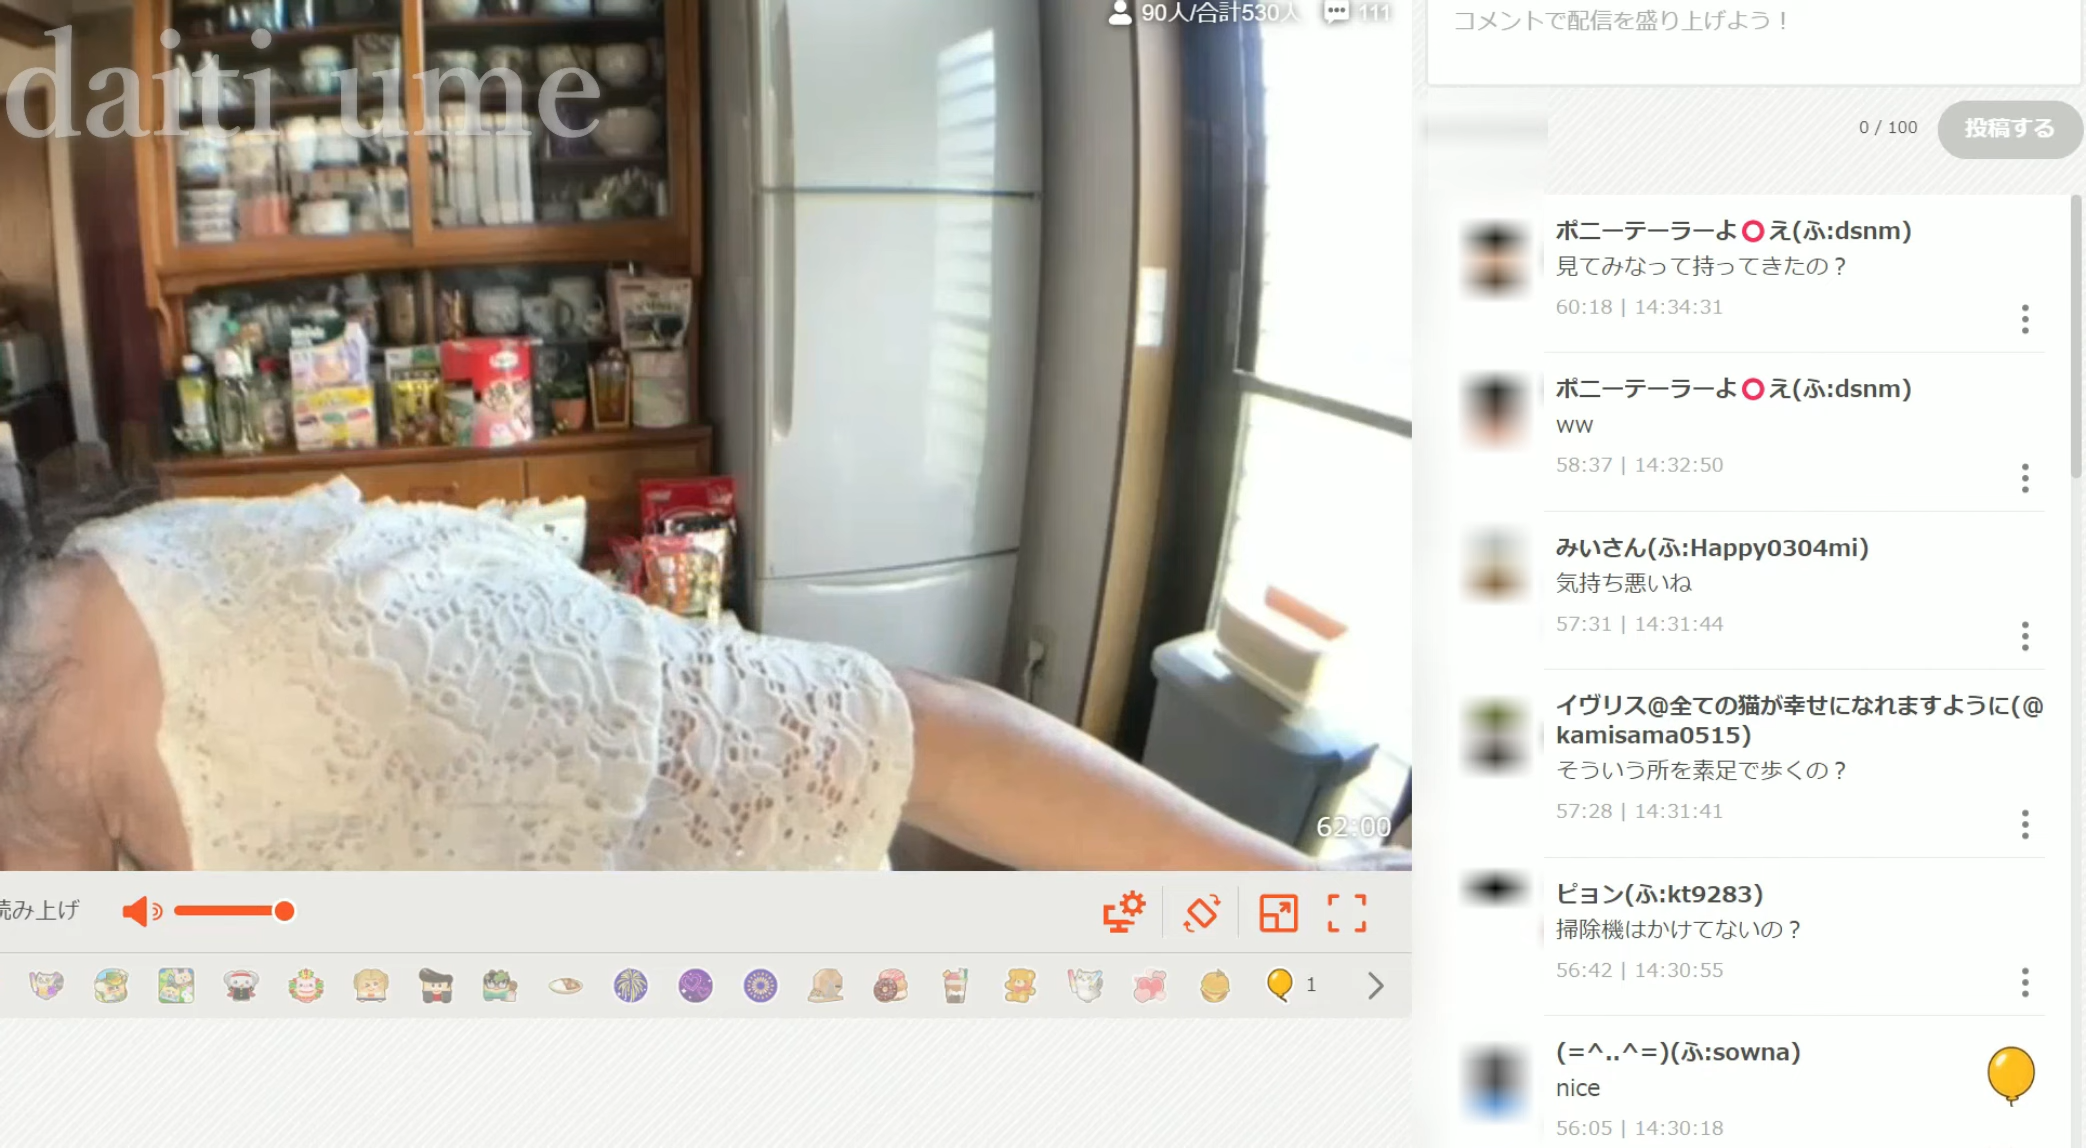 daiti ume
90人/合計530人 111
62:00
読み上げ
1
コメントで配信を盛り上げよう！
0 / 100 投稿する
ポニーテーラーよ⭕え(ふ:dsnm)
見てみなって持ってきたの？
60:18 | 14:34:31
ポニーテーラーよ⭕え(ふ:dsnm)
ww
58:37 | 14:32:50
みいさん(ふ:Happy0304mi)
気持ち悪いね
57:31 | 14:31:44
イヴリス@全ての猫が幸せになれますように(@
kamisama0515)
そういう所を素足で歩くの？
57:28 | 14:31:41
ピョン(ふ:kt9283)
掃除機はかけてないの？
56:42 | 14:30:55
(=^..^=)(ふ:sowna)
nice
56:05 | 14:30:18